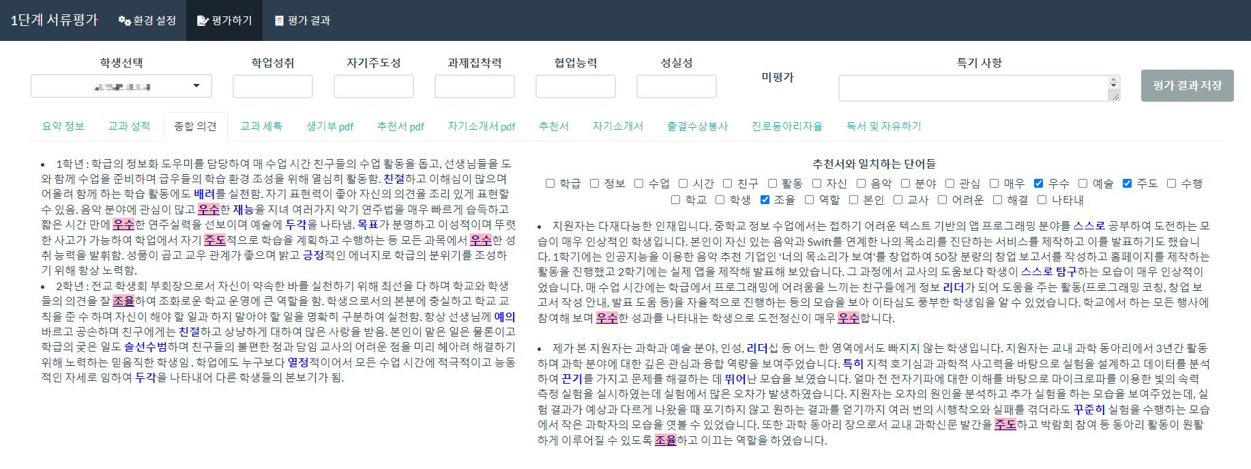 1단계 서류평가 환경 설정 평가하기 평가 결과
학생선택 학업성취 자기주도성 과제집착력 협업능력 성실성 미평가 특기 사항 평가 결과 저장
요약 정보 교과 성적 종합 의견 교과 세특 생기부 pdf 추천서 pdf 자기소개서 pdf 추천서 자기소개서 출결수상봉사 진로동아리자율 독서 및 자유하기
• 1학년 : 학급의 정보화 도우미를 담당하여 매 수업 시간 친구들의 수업 활동을 돕고, 선생님들을 도
와 함께 수업을 준비하며 급우들의 학습 환경 조성을 위해 열심히 활동함. 친절하고 이해심이 많으며
어울려 함께 하는 학습 활동에도 배려를 실천함. 자기 표현력이 좋아 자신의 의견을 조리 있게 표현할
수 있음. 음악 분야에 관심이 많고 우수한 재능을 지녀 여러가지 악기 연주법을 매우 빠르게 습득하고
짧은 시간 만에 우수한 연주실력을 선보이며 예술에 두각을 나타냄. 목표가 분명하고 이성적이며 뚜렷
한 사고가 가능하여 학업에서 자기 주도적으로 학습을 계획하고 수행하는 등 모든 과목에서 우수한 성
취 능력을 발휘함. 성품이 곱고 교우 관계가 좋으며 밝고 긍정적인 에너지로 학급의 분위기를 조성하
기 위해 항상 노력함.
• 2학년 : 전교 학생회 부회장으로서 자신이 약속한 바를 실천하기 위해 최선을 다 하며 학교와 학생
들의 의견을 잘 조율하며 조화로운 학교 운영에 큰 역할을 함. 학생으로서의 본분에 충실하고 학교 교
칙을 준 수 하며 자신이 해야 할 일과 하지 말아야 할 일을 명확히 구분하여 실천함. 항상 선생님께 예의
바르고 공손하며 친구에게는 친절하고 상냥하게 대하여 많은 사랑을 받음. 본인이 맡은 일은 물론이고
학급의 궂은 일도 솔선수범하며 친구들의 불편한 점과 담임 교사의 어려운 점을 미리 헤아려 해결하기
위해 노력하는 믿음직한 학생임 . 학업에도 누구보다 열정적이어서 모든 수업 시간에 적극적이고 능동
적인 자세로 임하여 두각을 나타내어 다른 학생들의 본보기가 됨.
추천서와 일치하는 단어들
학급 정보 수업 시간 친구 활동 자신 음악 분야 관심 매우 우수 예술 주도 수행
학교 학생 조율 역할 본인 교사 어려운 해결 나타내
• 지원자는 다재다능한 인재입니다. 중학교 정보 수업에서는 접하기 어려운 텍스트 기반의 앱 프로그래밍 분야를 스스로 공부하여 도전하는 모
습이 매우 인상적인 학생입니다. 본인이 자신 있는 음악과 Swift를 연계한 나의 목소리를 진단하는 서비스를 제작하고 이를 발표하기도 했습니
다. 1학기에는 인공지능을 이용한 음악 추천 기업인 '너의 목소리가 보여'를 창업하여 50장 분량의 창업 보고서를 작성하고 홈페이지를 제작하는
활동을 진행했고 2학기에는 실제 앱을 제작해 발표해 보았습니다. 그 과정에서 교사의 도움보다 학생이 스스로 탐구하는 모습이 매우 인상적이
었습니다. 매 수업 시간에는 학급에서 프로그래밍에 어려움을 느끼는 친구들에게 정보 리더가 되어 도움을 주는 활동(프로그래밍 코칭, 창업 보
고서 작성 안내, 발표 도움 등)을 자율적으로 진행하는 등의 모습을 보아 이타심도 풍부한 학생임을 알 수 있었습니다. 학교에서 하는 모든 행사에
참여해 보며 우수한 성과를 나타내는 학생으로 도전정신이 매우 우수합니다.
• 제가 본 지원자는 과학과 예술 분야, 인성, 리더십 등 어느 한 영역에서도 빠지지 않는 학생입니다. 지원자는 교내 과학 동아리에서 3년간 활동
하며 과학 분야에 대한 깊은 관심과 융합 역량을 보여주었습니다. 특히 지적 호기심과 과학적 사고력을 바탕으로 실험을 설계하고 데이터를 분석
하여 끈기를 가지고 문제를 해결하는 데 뛰어난 모습을 보였습니다. 얼마 전 전자기파에 대한 이해를 바탕으로 마이크로파를 이용한 빛의 속력
측정 실험을 실시하였는데 실험에서 많은 오차가 발생하였습니다. 지원자는 오차의 원인을 분석하고 추가 실험을 하는 모습을 보여주었는데, 실
험 결과가 예상과 다르게 나왔을 때 포기하지 않고 원하는 결과를 얻기까지 여러 번의 시행착오와 실패를 겪더라도 꾸준히 실험을 수행하는 모습
에서 작은 과학자의 모습을 엿볼 수 있었습니다. 또한 과학 동아리 장으로서 교내 과학신문 발간을 주도하고 박람회 참여 등 동아리 활동이 원활
하게 이루어질 수 있도록 조율하고 이끄는 역할을 하였습니다.